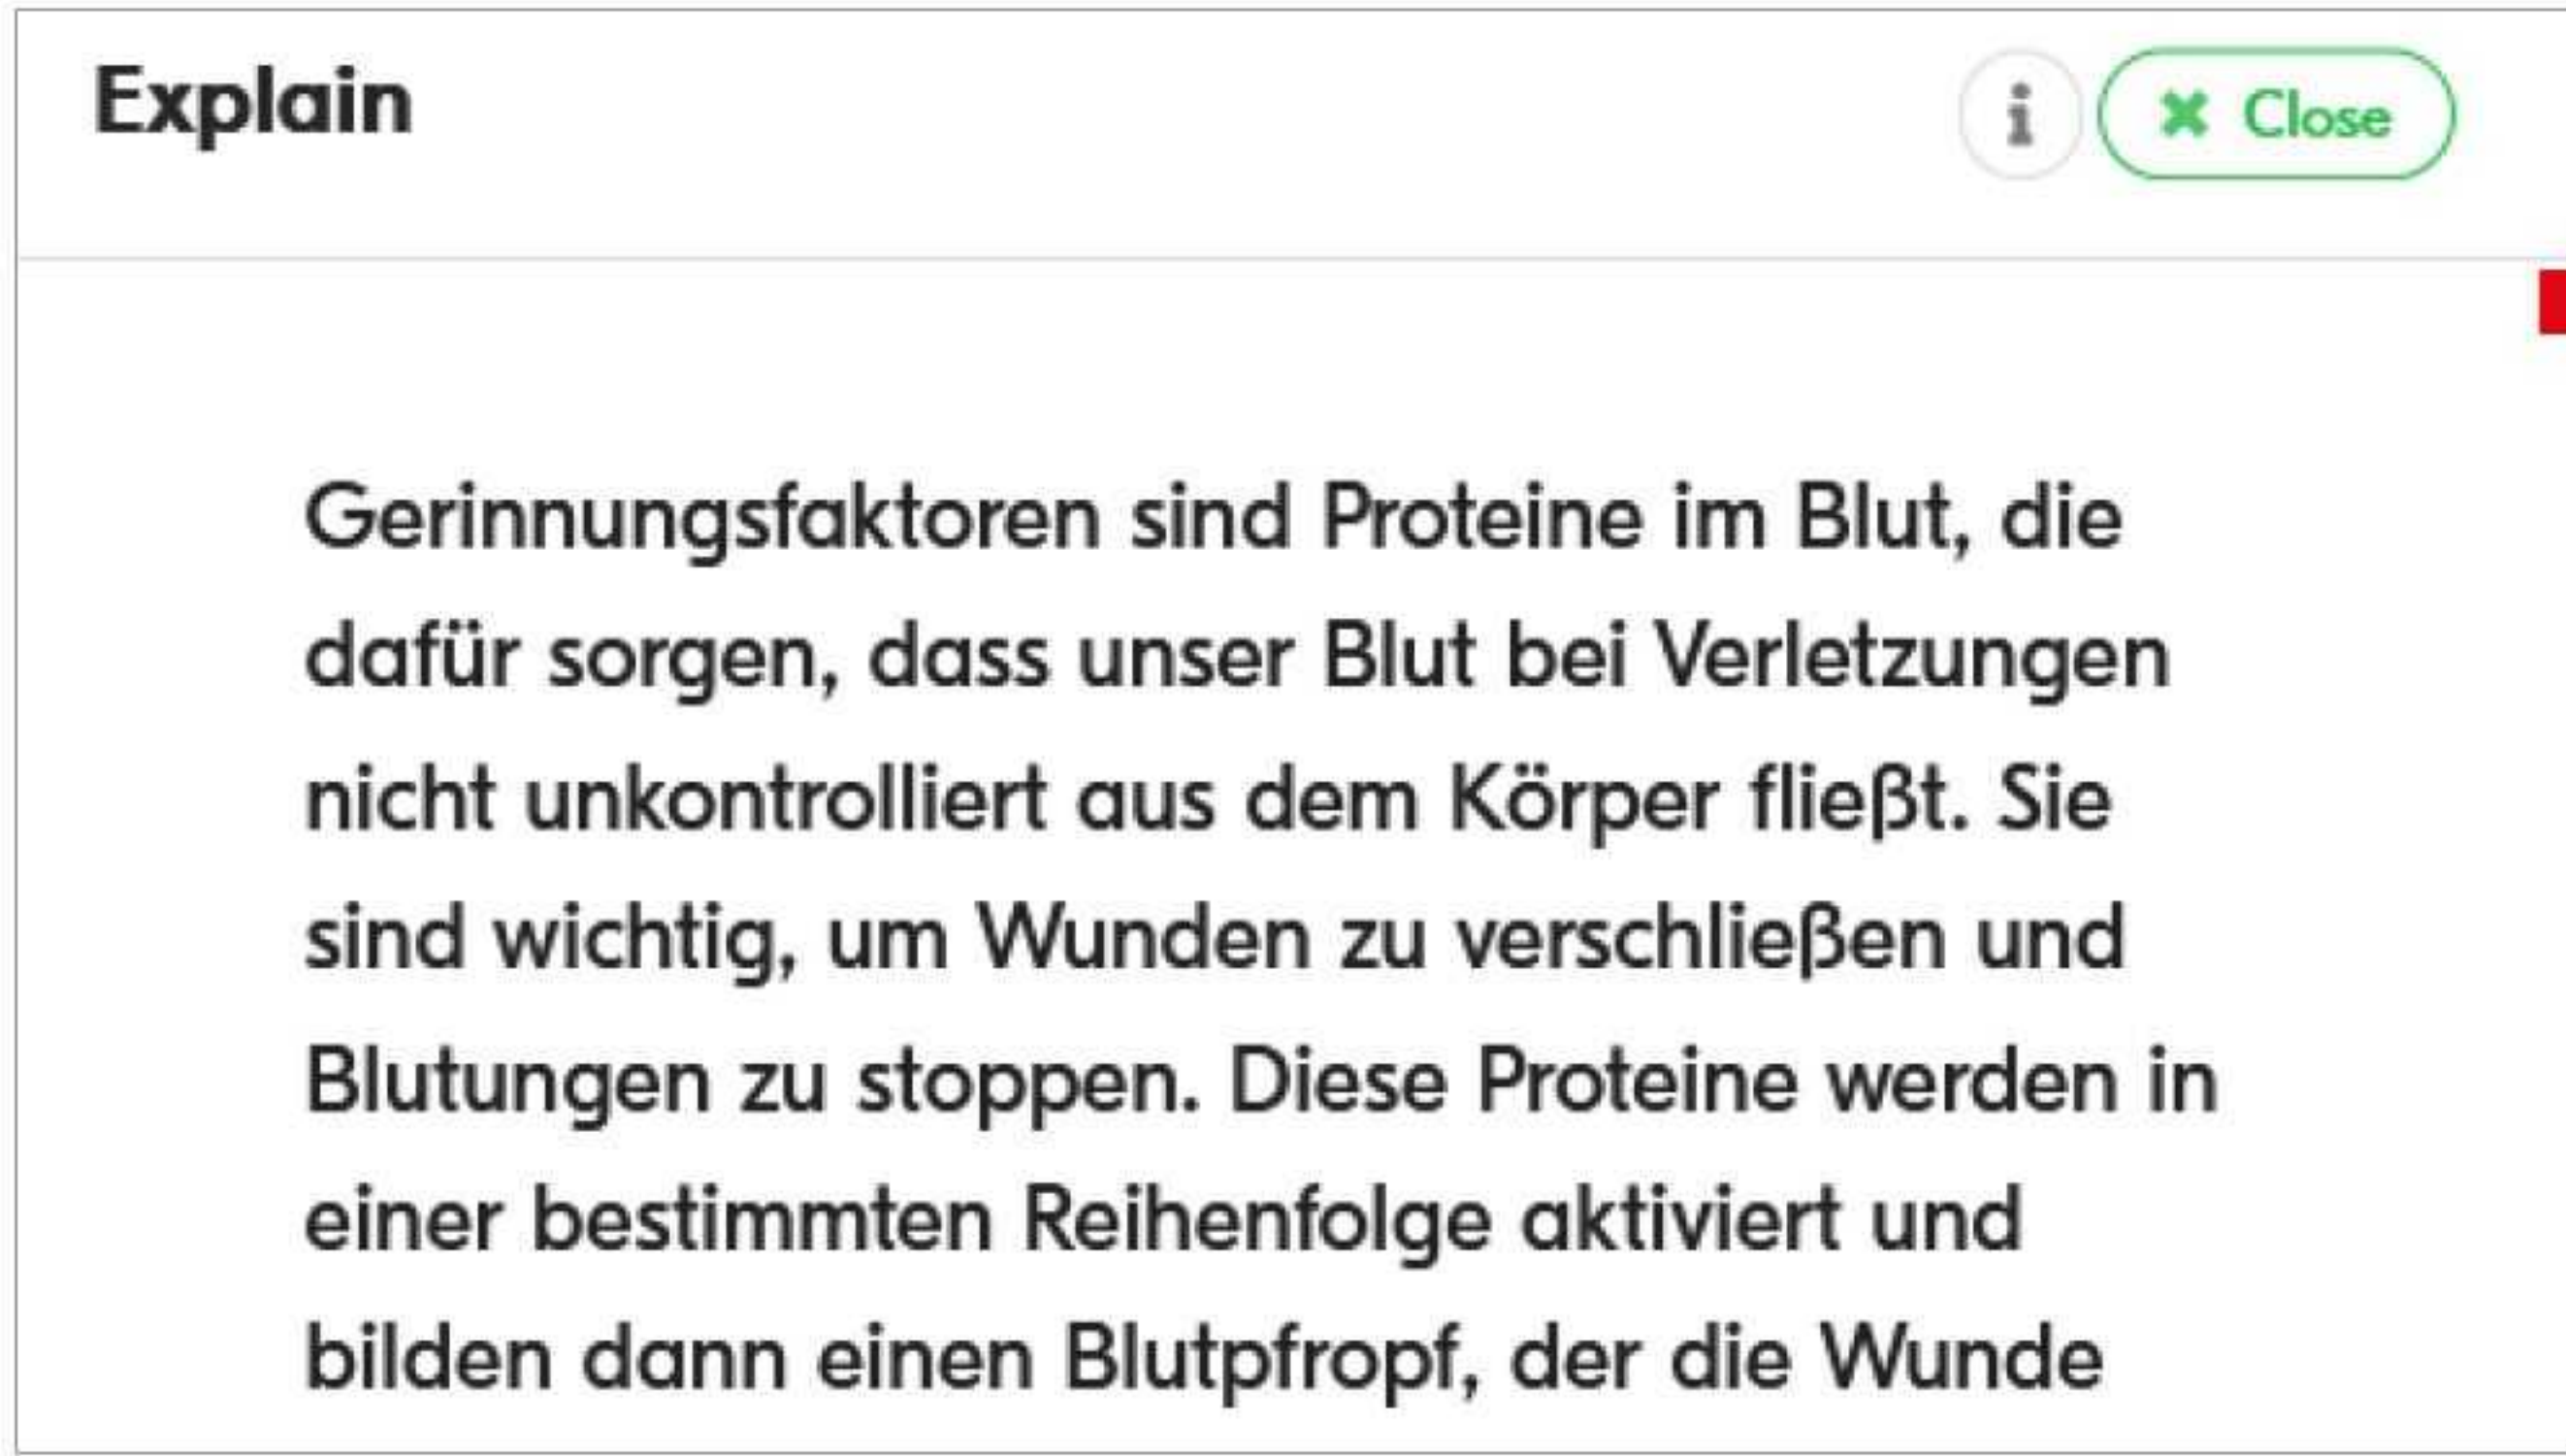 Explain
i
Close
Gerinnungsfaktoren sind Proteine im Blut, die
dafür sorgen, dass unser Blut bei Verletzungen
nicht unkontrolliert aus dem Körper fließt. Sie
sind wichtig, um Wunden zu verschließen und
Blutungen zu stoppen. Diese Proteine werden in
einer bestimmten Reihenfolge aktiviert und
bilden dann einen Blutpfropf, der die Wunde